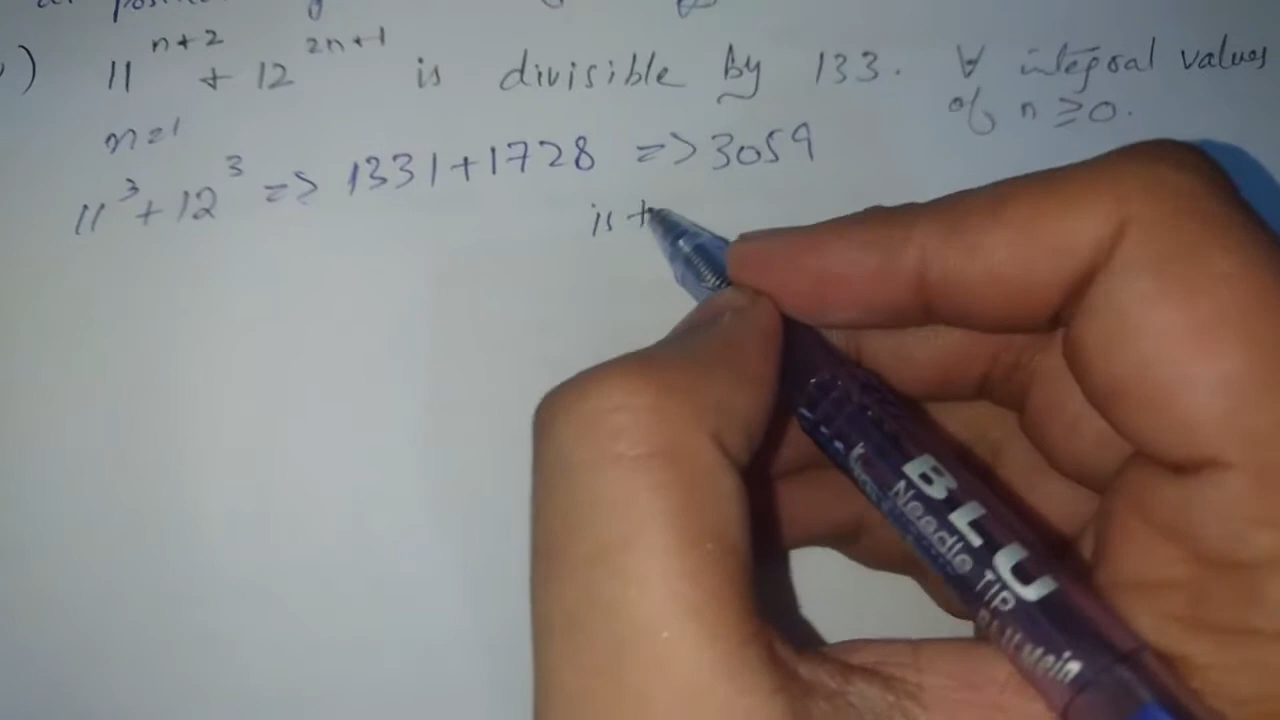 ) 11^{n+2} + 12^{2n+1} is divisible by 133. ∀ integral values
of n ≥ 0.
n=1
11^3 + 12^3 => 1331 + 1728 => 3059
is t
BLU
Needle TIP